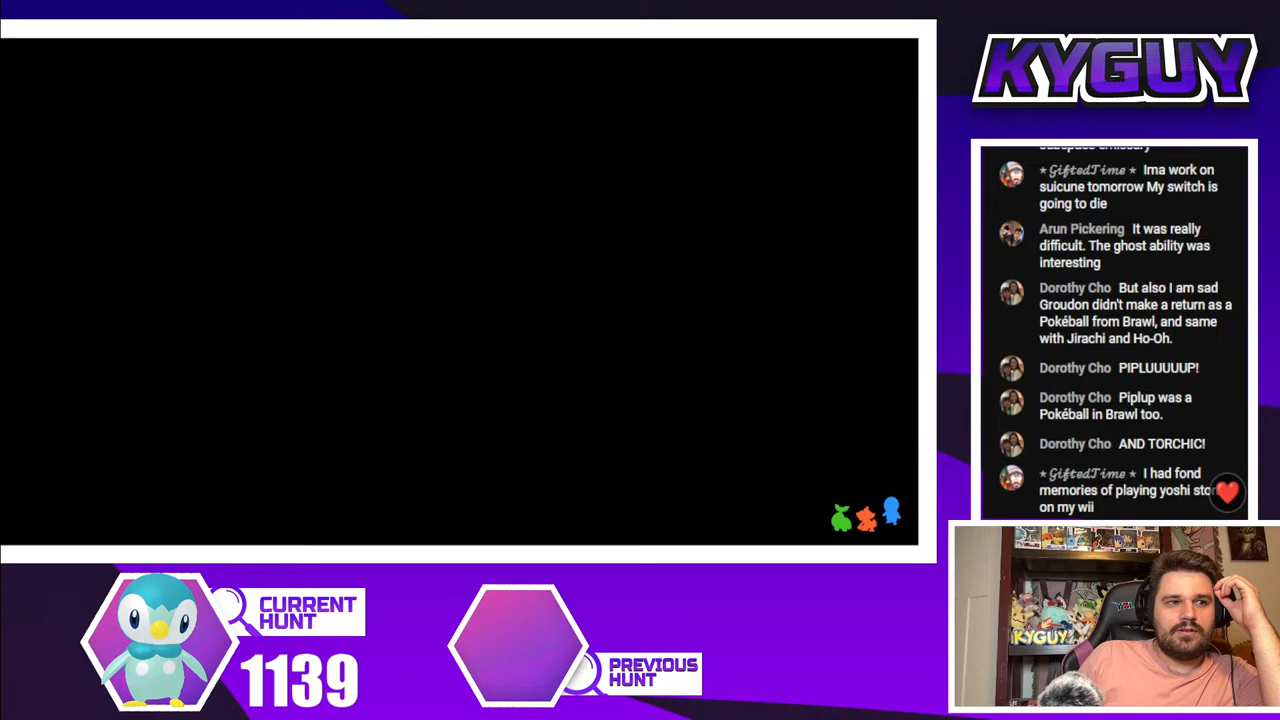 KYGUY
⋆ 𝓖𝓲𝓯𝓽𝓮𝓭𝓣𝓲𝓶𝓮 ⋆ Ima work on
suicune tomorrow My switch is
going to die
Arun Pickering It was really
difficult. The ghost ability was
interesting
Dorothy Cho But also I am sad
Groudon didn't make a return as a
Pokéball from Brawl, and same
with Jirachi and Ho-Oh.
Dorothy Cho PIPLUUUUUP!
Dorothy Cho Piplup was a
Pokéball in Brawl too.
Dorothy Cho AND TORCHIC!
⋆ 𝓖𝓲𝓯𝓽𝓮𝓭𝓣𝓲𝓶𝓮 ⋆ I had fond
memories of playing yoshi
on my wii
CURRENT
HUNT
1139
PREVIOUS
HUNT
KYGUY